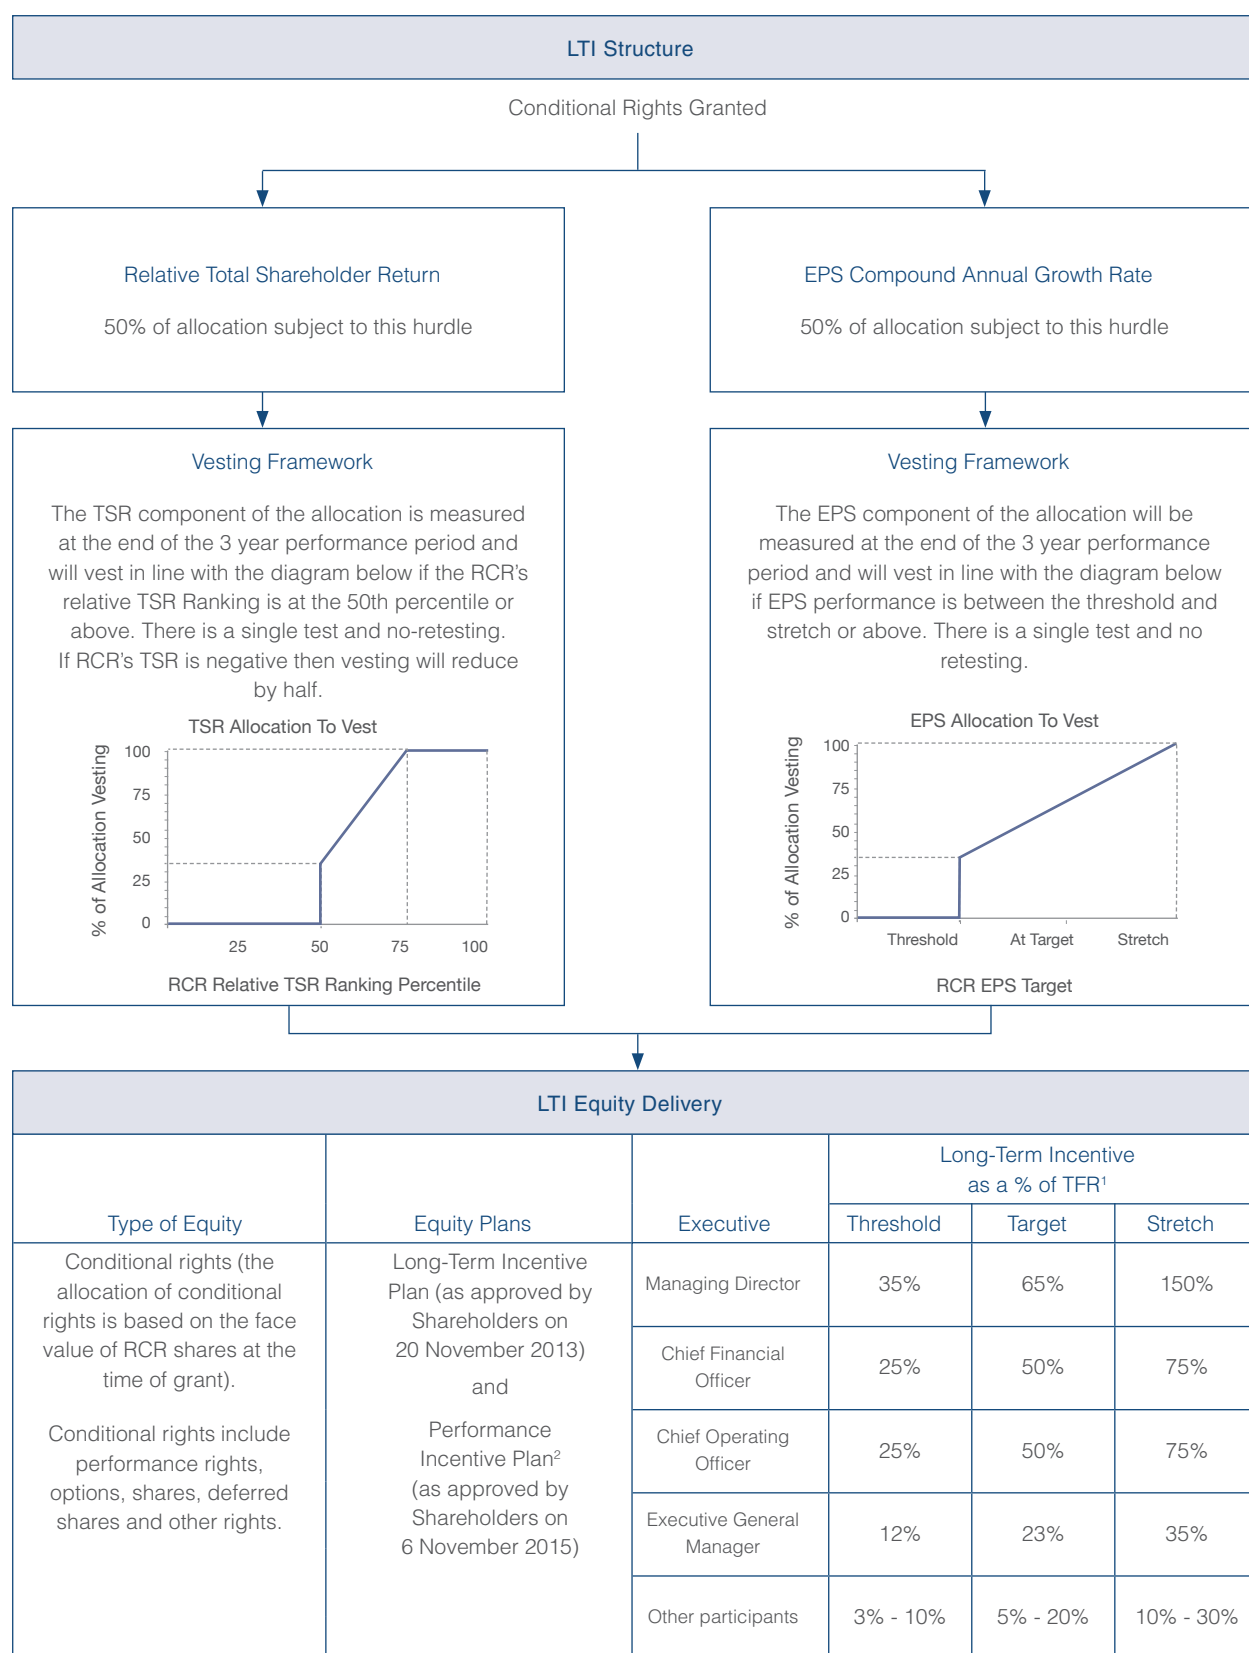 LTI Structure
Conditional Rights Granted
Relative Total Shareholder Return
50% of allocation subject to this hurdle
EPS Compound Annual Growth Rate
50% of allocation subject to this hurdle
Vesting Framework
The TSR component of the allocation is measured
at the end of the 3 year performance period and
will vest in line with the diagram below if the RCR's
relative TSR Ranking is at the 50th percentile or
above. There is a single test and no-retesting.
If RCR's TSR is negative then vesting will reduce
by half.
TSR Allocation To Vest
% of Allocation Vesting
100
75
50
25
0
25 50 75 100
RCR Relative TSR Ranking Percentile
Vesting Framework
The EPS component of the allocation will be
measured at the end of the 3 year performance
period and will vest in line with the diagram below
if EPS performance is between the threshold and
stretch or above. There is a single test and no
retesting.
EPS Allocation To Vest
% of Allocation Vesting
100
75
50
25
0
Threshold At Target Stretch
RCR EPS Target
LTI Equity Delivery
Type of Equity
Equity Plans
Executive
Long-Term Incentive
as a % of TFR¹
Threshold Target Stretch
Conditional rights (the
allocation of conditional
rights is based on the face
value of RCR shares at the
time of grant).
Conditional rights include
performance rights,
options, shares, deferred
shares and other rights.
Long-Term Incentive
Plan (as approved by
Shareholders on
20 November 2013)
and
Performance
Incentive Plan²
(as approved by
Shareholders on
6 November 2015)
Managing Director 35% 65% 150%
Chief Financial
Officer
25% 50% 75%
Chief Operating
Officer
25% 50% 75%
Executive General
Manager
12% 23% 35%
Other participants 3% - 10% 5% - 20% 10% - 30%